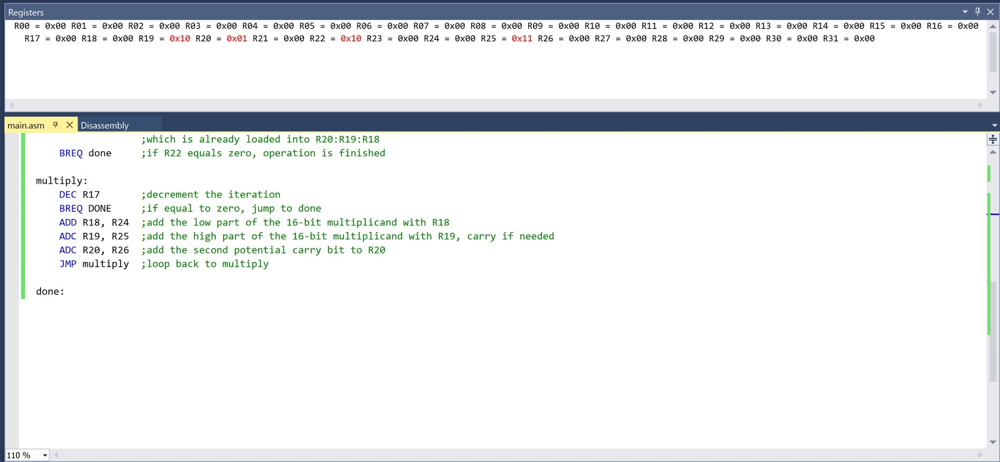 Registers
R00 = 0x00 R01 = 0x00 R02 = 0x00 R03 = 0x00 R04 = 0x00 R05 = 0x00 R06 = 0x00 R07 = 0x00 R08 = 0x00 R09 = 0x00 R10 = 0x00 R11 = 0x00 R12 = 0x00 R13 = 0x00 R14 = 0x00 R15 = 0x00 R16 = 0x00
R17 = 0x00 R18 = 0x00 R19 = 0x10 R20 = 0x01 R21 = 0x00 R22 = 0x10 R23 = 0x00 R24 = 0x00 R25 = 0x11 R26 = 0x00 R27 = 0x00 R28 = 0x00 R29 = 0x00 R30 = 0x00 R31 = 0x00
main.asm Disassembly
;which is already loaded into R20:R19:R18
BREQ done ;if R22 equals zero, operation is finished
multiply:
DEC R17 ;decrement the iteration
BREQ DONE ;if equal to zero, jump to done
ADD R18, R24 ;add the low part of the 16-bit multiplicand with R18
ADC R19, R25 ;add the high part of the 16-bit multiplicand with R19, carry if needed
ADC R20, R26 ;add the second potential carry bit to R20
JMP multiply ;loop back to multiply
done:
110 %